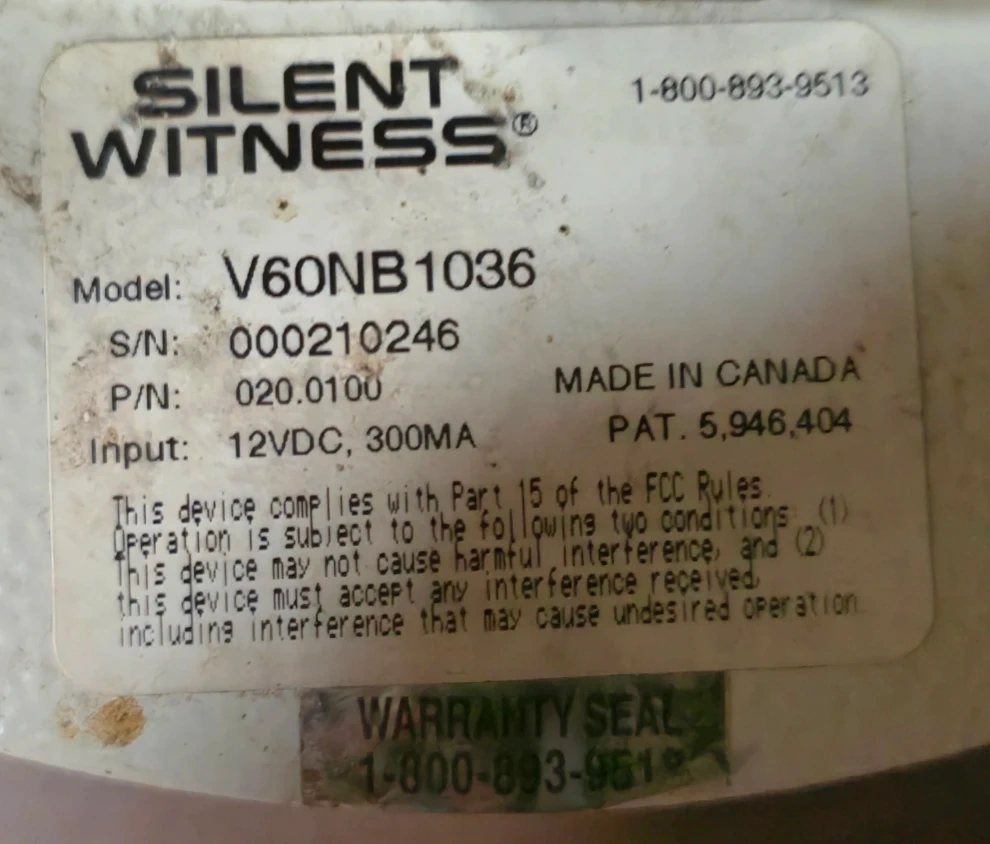 SILENT
WITNESS®
1-800-893-9513
Model: V60NB1036
S/N: 000210246
P/N: 020.0100
Input: 12VDC, 300MA
MADE IN CANADA
PAT. 5,946,404
This device complies with Part 15 of the FCC Rules.
Operation is subject to the following two conditions: (1)
This device may not cause harmful interference, and (2)
this device must accept any interference received,
including interference that may cause undesired operation.
WARRANTY SEAL